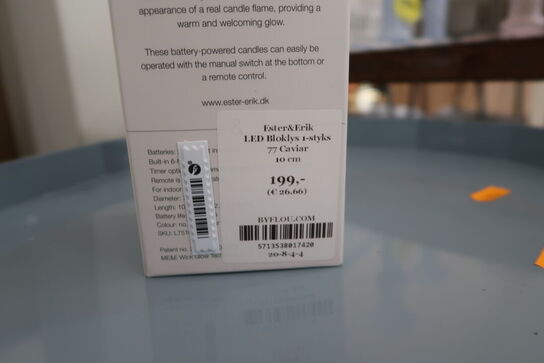 appearance of a real candle flame, providing a
warm and welcoming glow.
These battery-powered candles can easily be
operated with the manual switch at the bottom or
a remote control.
www.ester-erik.dk
Ester&Erik
LED Bloklys 1-styks
77 Caviar
10 cm
199,-
(€ 26.66)
BYFLOU.COM
5713538017420
20-8-4-4
Batteries:
Built-in 6-
Timer opti
Remote is
For indoor
Diameter:
Length: 10
Battery life
Colour: no
SKU: L751
Patent no.